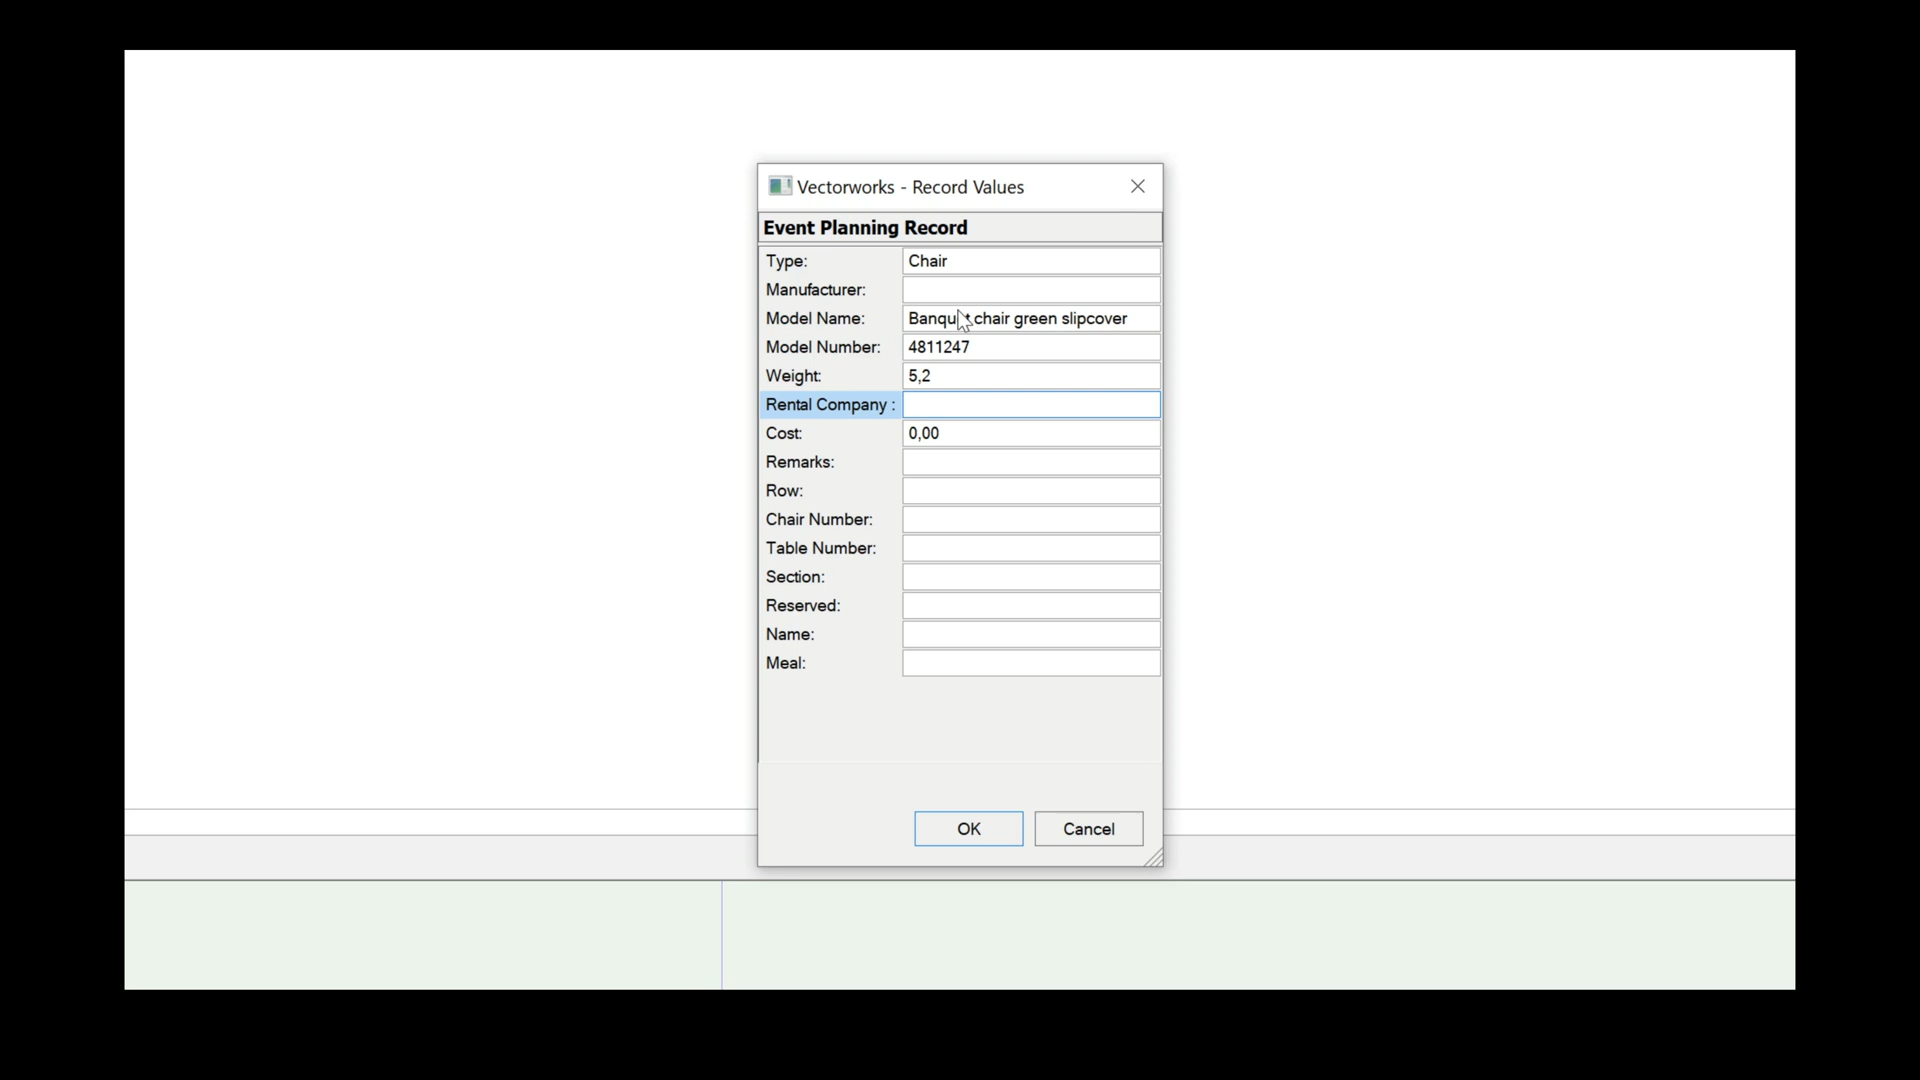 Vectorworks - Record Values
Event Planning Record
Type: Chair
Manufacturer:
Model Name: Banquet chair green slipcover
Model Number: 4811247
Weight: 5,2
Rental Company :
Cost: 0,00
Remarks:
Row:
Chair Number:
Table Number:
Section:
Reserved:
Name:
Meal:
OK Cancel